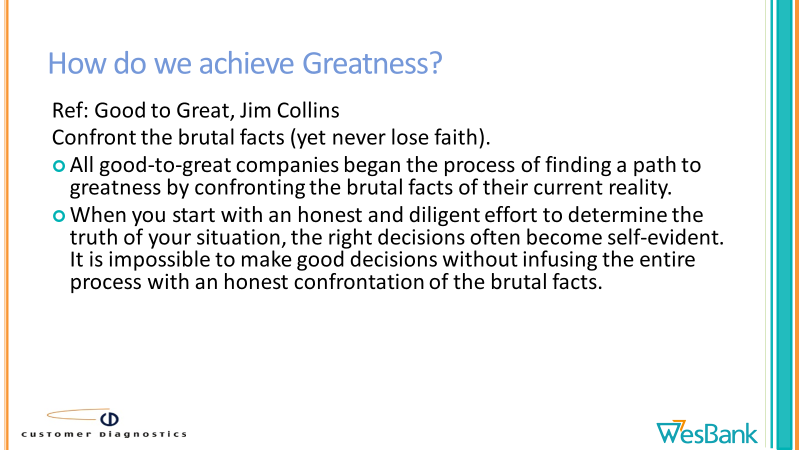 How do we achieve Greatness?
Ref: Good to Great, Jim Collins
Confront the brutal facts (yet never lose faith).
All good-to-great companies began the process of finding a path to
greatness by confronting the brutal facts of their current reality.
When you start with an honest and diligent effort to determine the
truth of your situation, the right decisions often become self-evident.
It is impossible to make good decisions without infusing the entire
process with an honest confrontation of the brutal facts.
CD
CUSTOMER DIAGNOSTICS
WesBank